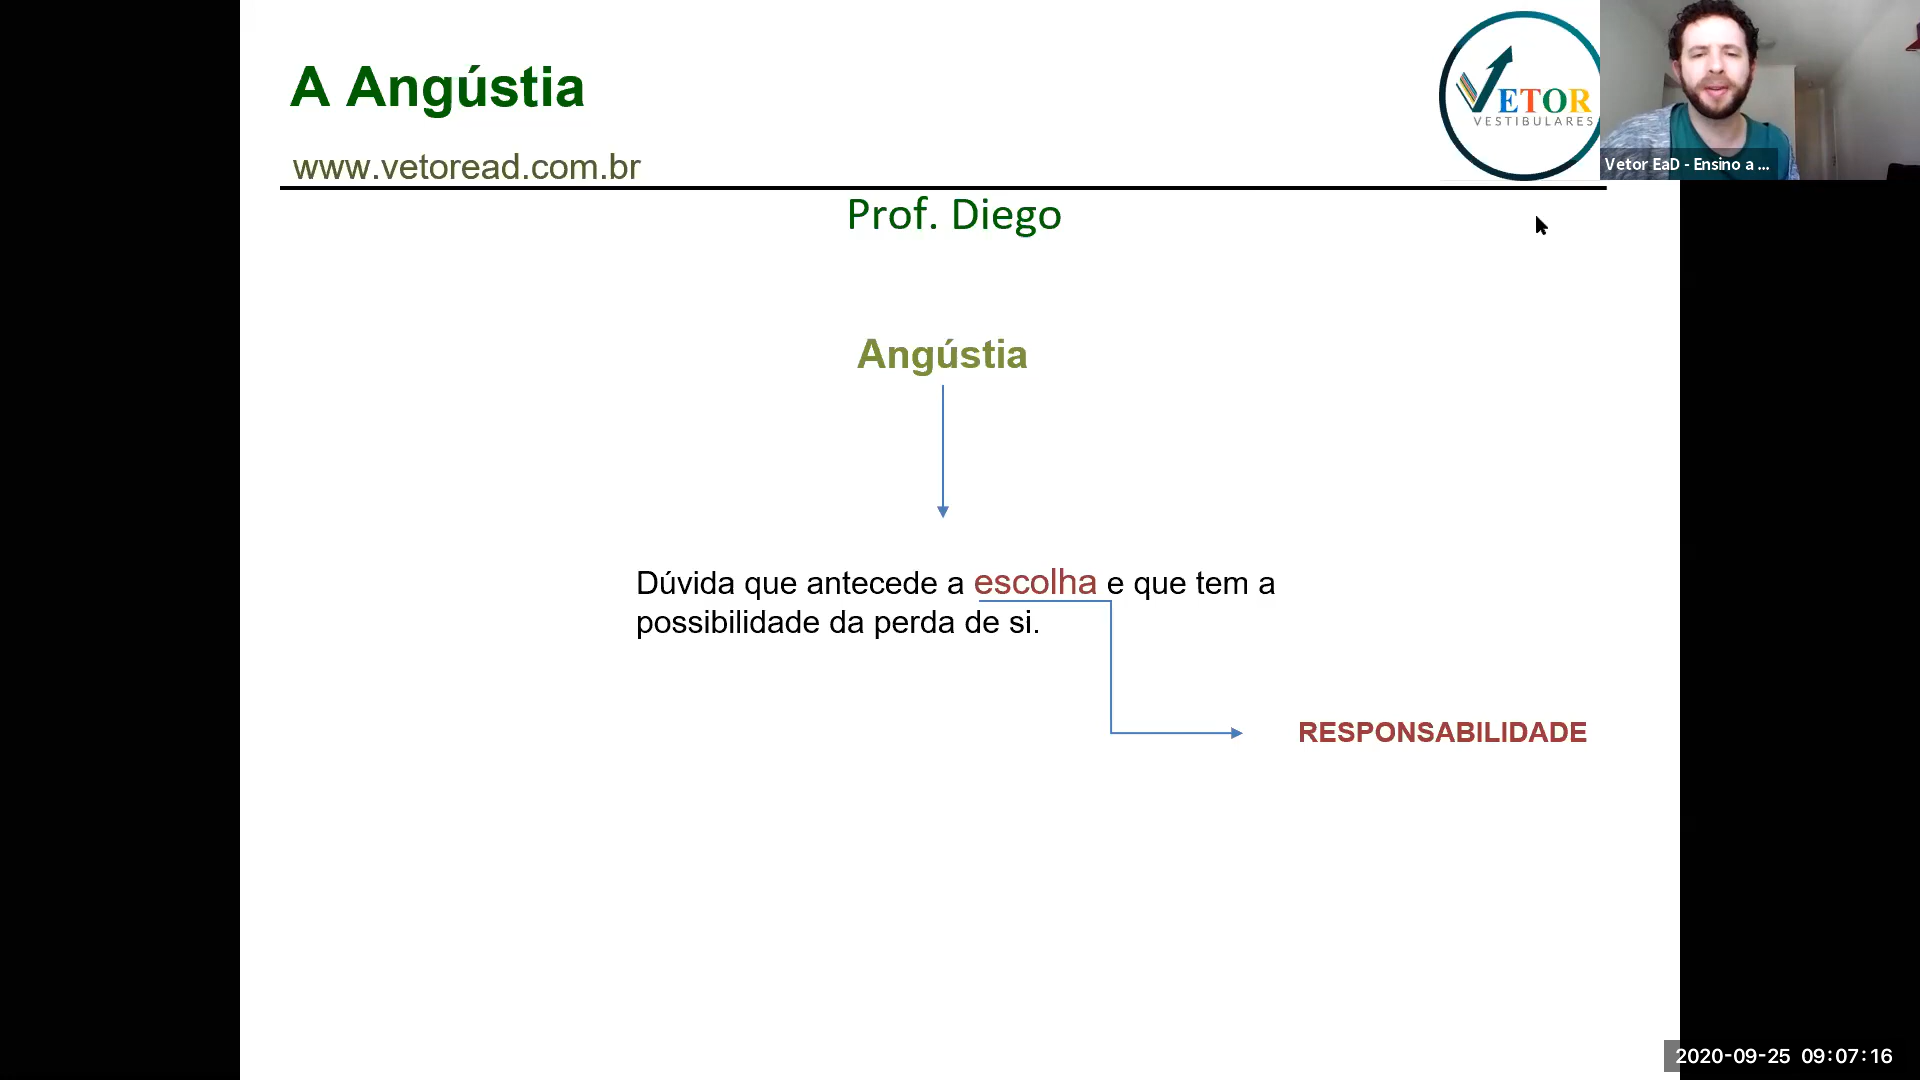 A Angústia
www.vetoread.com.br
VETOR
VESTIBULARES
Vetor EaD - Ensino a ...
Prof. Diego
Angústia
Dúvida que antecede a escolha e que tem a
possibilidade da perda de si.
RESPONSABILIDADE
2020-09-25 09:07:16